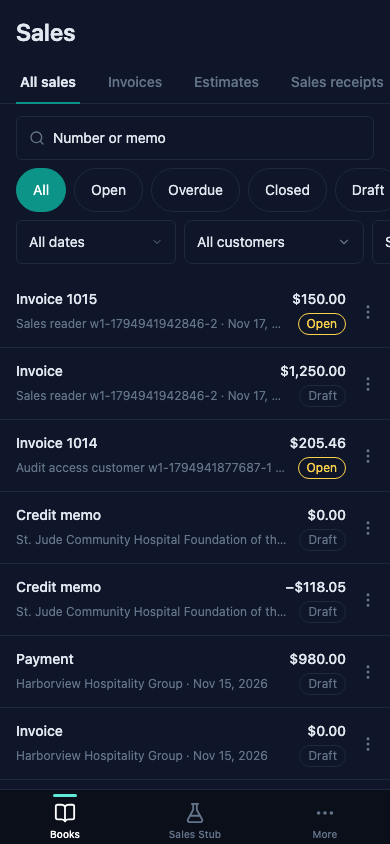 Sales
All sales Invoices Estimates Sales receipts
Number or memo
All Open Overdue Closed Draft
All dates All customers S
Invoice 1015 $150.00
Sales reader w1-1794941942846-2 · Nov 17, ... Open
Invoice $1,250.00
Sales reader w1-1794941942846-2 · Nov 17, ... Draft
Invoice 1014 $205.46
Audit access customer w1-1794941877687-1 ... Open
Credit memo $0.00
St. Jude Community Hospital Foundation of th... Draft
Credit memo −$118.05
St. Jude Community Hospital Foundation of th... Draft
Payment $980.00
Harborview Hospitality Group · Nov 15, 2026 Draft
Invoice $0.00
Harborview Hospitality Group · Nov 15, 2026 Draft
Books Sales Stub More